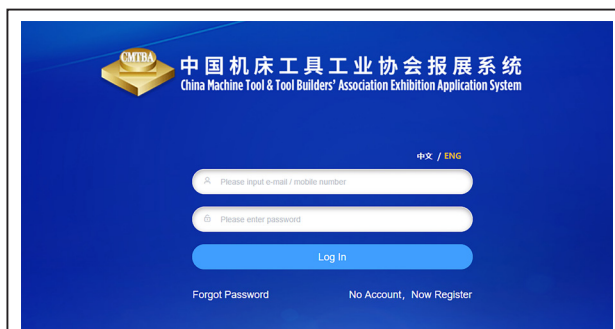 CMTBA
中国机床工具工业协会报展系统
China Machine Tool & Tool Builders' Association Exhibition Application System
中文 / ENG
Please input e-mail / mobile number
Please enter password
Log In
Forgot Password
No Account，Now Register